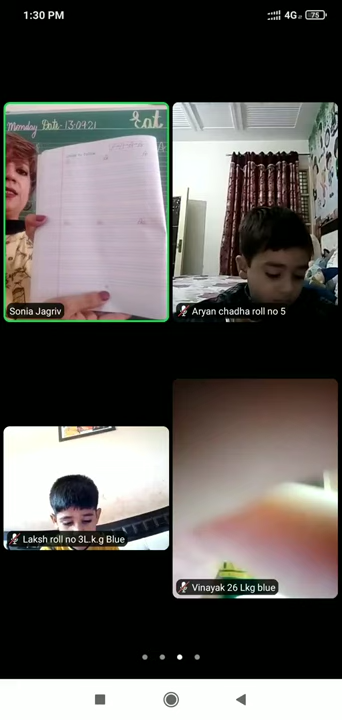 1:30 PM
4G 75
Monday Date - 13-09-21 Eat
Sonia Jagriv
Aryan chadha roll no 5
Laksh roll no 3L.k.g Blue
Vinayak 26 Lkg blue